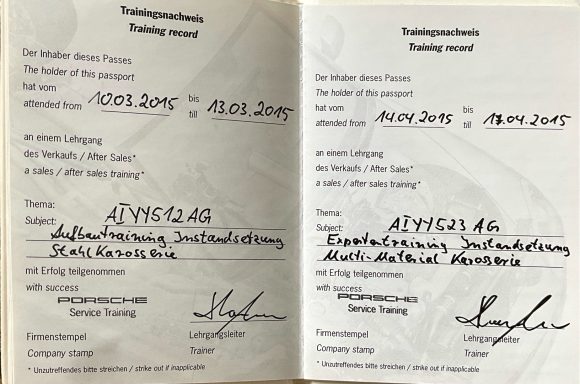 Trainingsnachweis
Training record
Der Inhaber dieses Passes
The holder of this passport
hat vom
attended from 10.03.2015 bis
till 13.03.2015
an einem Lehrgang
des Verkaufs / After Sales*
a sales / after sales training*
Thema:
Subject: AIYY512 AG
Aufbautraining Instandsetzung
Stahl Karosserie
mit Erfolg teilgenommen
with success
PORSCHE
Service Training
Firmenstempel
Company stamp
Lehrgangsleiter
Trainer
* Unzutreffendes bitte streichen / strike out if inapplicable
Trainingsnachweis
Training record
Der Inhaber dieses Passes
The holder of this passport
hat vom
attended from 14.04.2015 bis
till 17.04.2015
an einem Lehrgang
des Verkaufs / After Sales*
a sales / after sales training*
Thema:
Subject: AIYY523 AG
Expertentraining Instandsetzung
Multi-Material Karosserie
mit Erfolg teilgenommen
with success
PORSCHE
Service Training
Firmenstempel
Company stamp
Lehrgangsleiter
Trainer
* Unzutreffendes bitte streichen / strike out if inapplicable